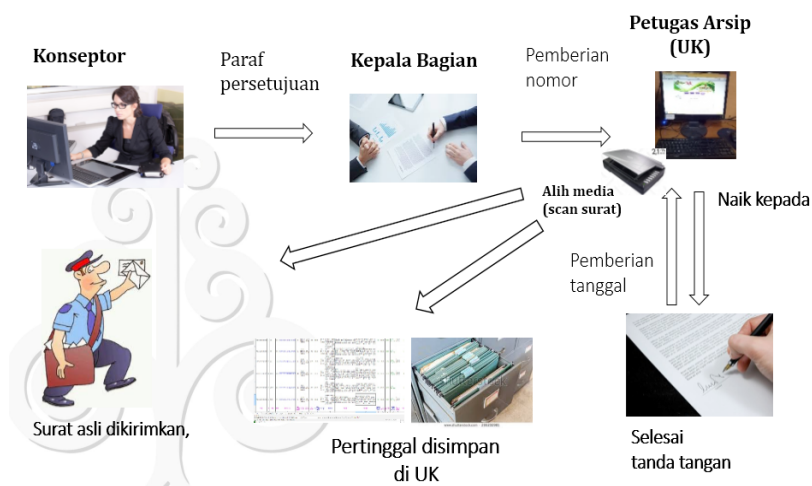 Konseptor
Paraf
persetujuan
Kepala Bagian
Pemberian
nomor
Petugas Arsip
(UK)
Alih media
(scan surat)
Naik kepada
Pemberian
tanggal
Surat asli dikirimkan,
Pertinggal disimpan
di UK
Selesai
tanda tangan